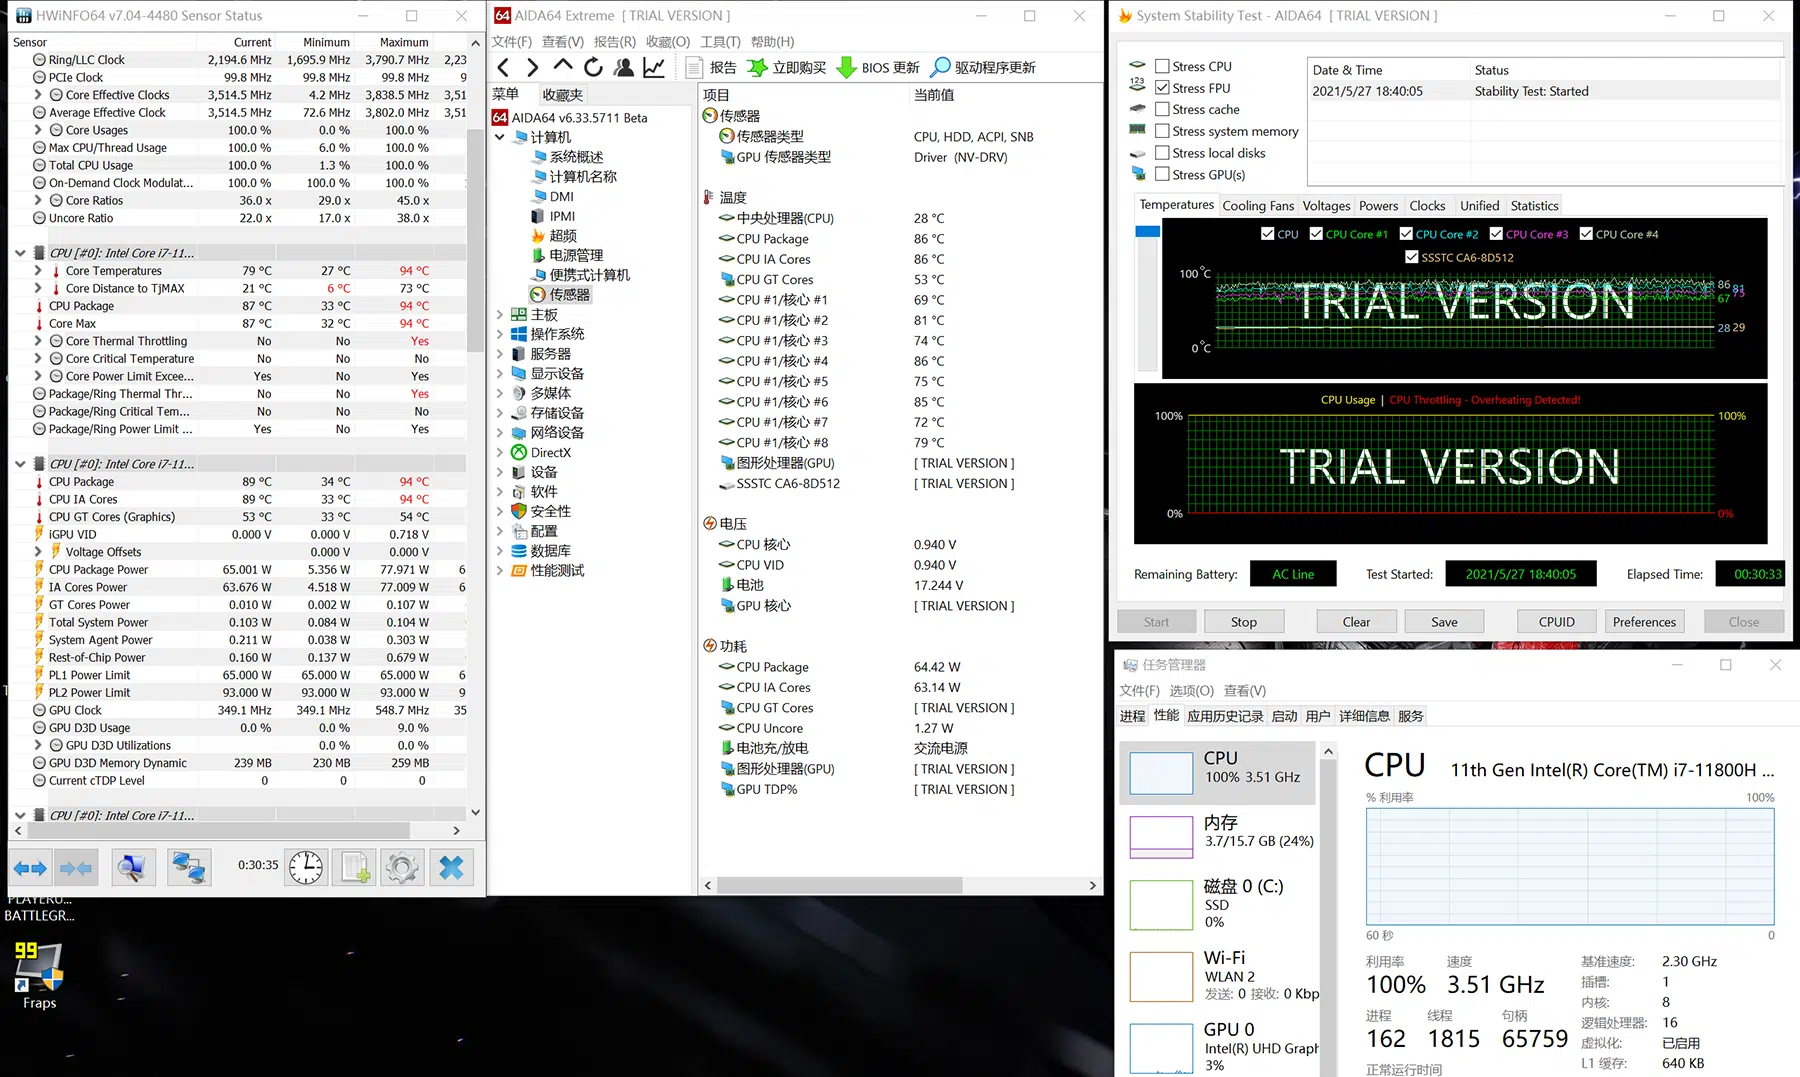 HWiNFO64 v7.04-4480 Sensor Status
Sensor Current Minimum Maximum
Ring/LLC Clock 2,194.6 MHz 1,695.9 MHz 3,790.7 MHz 2,23
PCIe Clock 99.8 MHz 99.8 MHz 99.8 MHz 9
Core Effective Clocks 3,514.5 MHz 4.2 MHz 3,838.5 MHz 3,51
Average Effective Clock 3,514.5 MHz 72.6 MHz 3,802.0 MHz 3,51
Core Usages 100.0 % 0.0 % 100.0 %
Max CPU/Thread Usage 100.0 % 6.0 % 100.0 %
Total CPU Usage 100.0 % 1.3 % 100.0 %
On-Demand Clock Modulat... 100.0 % 100.0 % 100.0 %
Core Ratios 36.0 x 29.0 x 45.0 x
Uncore Ratio 22.0 x 17.0 x 38.0 x
CPU [#0]: Intel Core i7-11...
Core Temperatures 79 °C 27 °C 94 °C
Core Distance to TjMAX 21 °C 6 °C 73 °C
CPU Package 87 °C 33 °C 94 °C
Core Max 87 °C 32 °C 94 °C
Core Thermal Throttling No No Yes
Core Critical Temperature No No No
Core Power Limit Excee... Yes No Yes
Package/Ring Thermal Thr... No No Yes
Package/Ring Critical Tem... No No No
Package/Ring Power Limit ... Yes No Yes
CPU [#0]: Intel Core i7-11...
CPU Package 89 °C 34 °C 94 °C
CPU IA Cores 89 °C 33 °C 94 °C
CPU GT Cores (Graphics) 53 °C 33 °C 54 °C
iGPU VID 0.000 V 0.000 V 0.718 V
Voltage Offsets 0.000 V 0.000 V
CPU Package Power 65.001 W 5.356 W 77.971 W 6
IA Cores Power 63.676 W 4.518 W 77.009 W 6
GT Cores Power 0.010 W 0.002 W 0.107 W
Total System Power 0.103 W 0.084 W 0.104 W
System Agent Power 0.211 W 0.038 W 0.303 W
Rest-of-Chip Power 0.160 W 0.137 W 0.679 W
PL1 Power Limit 65.000 W 65.000 W 65.000 W 6
PL2 Power Limit 93.000 W 93.000 W 93.000 W 9
GPU Clock 349.1 MHz 349.1 MHz 548.7 MHz 35
GPU D3D Usage 0.0 % 0.0 % 9.0 %
GPU D3D Utilizations 0.0 % 0.0 %
GPU D3D Memory Dynamic 239 MB 230 MB 259 MB
Current cTDP Level 0 0 0
CPU [#0]: Intel Core i7-11...
0:30:35
PLAYERU...
BATTLEGR...
99
Fraps
64 AIDA64 Extreme [ TRIAL VERSION ]
文件(F) 查看(V) 报告(R) 收藏(O) 工具(T) 帮助(H)
报告 立即购买 BIOS 更新 驱动程序更新
菜单 收藏夹
64 AIDA64 v6.33.5711 Beta
计算机
系统概述
计算机名称
DMI
IPMI
超频
电源管理
便携式计算机
传感器
主板
操作系统
服务器
显示设备
多媒体
存储设备
网络设备
DirectX
设备
软件
安全性
配置
数据库
性能测试
项目 当前值
传感器
传感器类型 CPU, HDD, ACPI, SNB
GPU 传感器类型 Driver (NV-DRV)
温度
中央处理器(CPU) 28 °C
CPU Package 86 °C
CPU IA Cores 86 °C
CPU GT Cores 53 °C
CPU #1/核心 #1 69 °C
CPU #1/核心 #2 81 °C
CPU #1/核心 #3 74 °C
CPU #1/核心 #4 86 °C
CPU #1/核心 #5 75 °C
CPU #1/核心 #6 85 °C
CPU #1/核心 #7 72 °C
CPU #1/核心 #8 79 °C
图形处理器(GPU) [ TRIAL VERSION ]
SSSTC CA6-8D512 [ TRIAL VERSION ]
电压
CPU 核心 0.940 V
CPU VID 0.940 V
电池 17.244 V
GPU 核心 [ TRIAL VERSION ]
功耗
CPU Package 64.42 W
CPU IA Cores 63.14 W
CPU GT Cores [ TRIAL VERSION ]
CPU Uncore 1.27 W
电池充/放电 交流电源
图形处理器(GPU) [ TRIAL VERSION ]
GPU TDP% [ TRIAL VERSION ]
System Stability Test - AIDA64 [ TRIAL VERSION ]
Stress CPU
123 Stress FPU
Stress cache
Stress system memory
Stress local disks
Stress GPU(s)
Date & Time Status
2021/5/27 18:40:05 Stability Test: Started
Temperatures Cooling Fans Voltages Powers Clocks Unified Statistics
CPU CPU Core #1 CPU Core #2 CPU Core #3 CPU Core #4
SSSTC CA6-8D512
100°C
TRIAL VERSION
86 81
67 75
28 29
0°C
CPU Usage | CPU Throttling - Overheating Detected!
100% 100%
TRIAL VERSION
0% 0%
Remaining Battery: AC Line Test Started: 2021/5/27 18:40:05 Elapsed Time: 00:30:33
Start Stop Clear Save CPUID Preferences Close
任务管理器
文件(F) 选项(O) 查看(V)
进程 性能 应用历史记录 启动 用户 详细信息 服务
CPU
100% 3.51 GHz
内存
3.7/15.7 GB (24%)
磁盘 0 (C:)
SSD
0%
Wi-Fi
WLAN 2
发送: 0 接收: 0 Kbp
GPU 0
Intel(R) UHD Graph
3%
CPU 11th Gen Intel(R) Core(TM) i7-11800H ...
% 利用率 100%
60 秒 0
利用率 速度
100% 3.51 GHz
进程 线程 句柄
162 1815 65759
正常运行时间
基准速度: 2.30 GHz
插槽: 1
内核: 8
逻辑处理器: 16
虚拟化: 已启用
L1 缓存: 640 KB